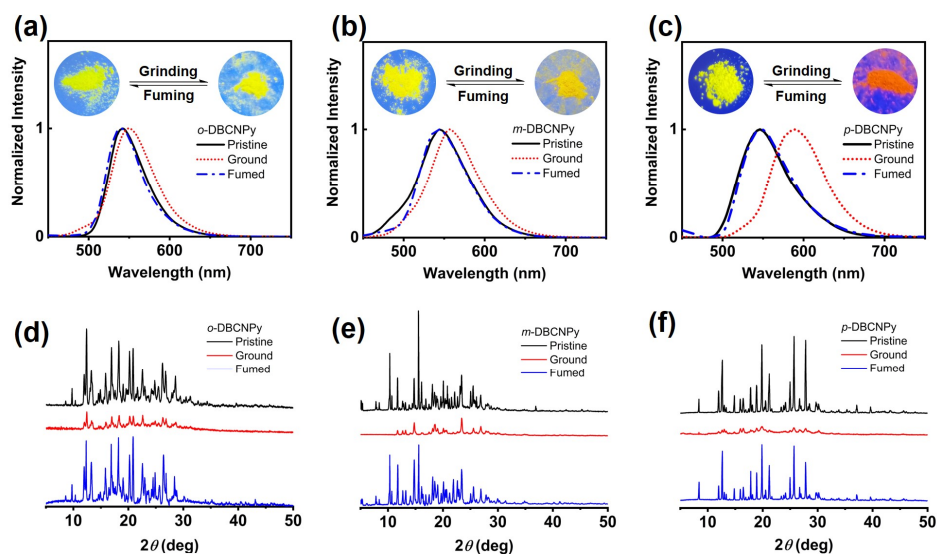 (a)
Normalized Intensity
1
0
Grinding
Fuming
o-DBCNPy
Pristine
Ground
Fumed
500 600 700
Wavelength (nm)
(b)
Normalized Intensity
1
0
Grinding
Fuming
m-DBCNPy
Pristine
Ground
Fumed
500 600 700
Wavelength (nm)
(c)
Normalized Intensity
1
0
Grinding
Fuming
p-DBCNPy
Pristine
Ground
Fumed
500 600 700
Wavelength (nm)
(d)
o-DBCNPy
Pristine
Ground
Fumed
10 20 30 40 50
2θ (deg)
(e)
m-DBCNPy
Pristine
Ground
Fumed
10 20 30 40 50
2θ (deg)
(f)
p-DBCNPy
Pristine
Ground
Fumed
10 20 30 40 50
2θ (deg)